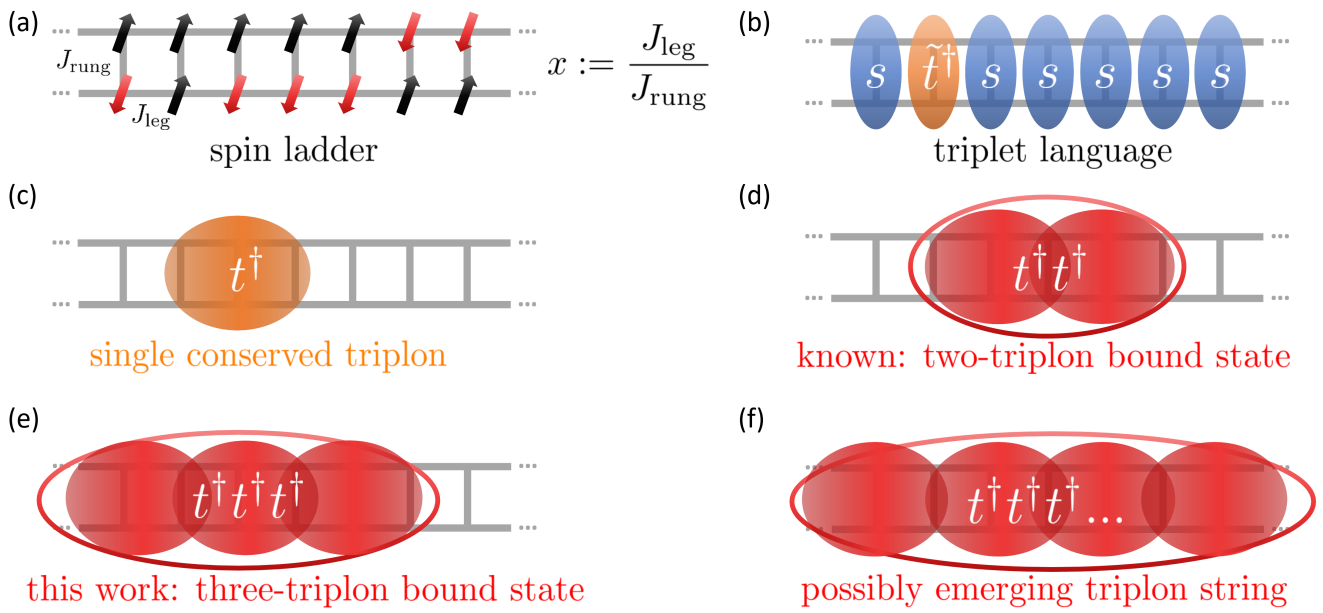 (a)
J_rung
J_leg
x := J_leg / J_rung
spin ladder
(b)
s t̃† s s s s s
triplet language
(c)
t†
single conserved triplon
(d)
t†t†
known: two-triplon bound state
(e)
t†t†t†
this work: three-triplon bound state
(f)
t†t†t†...
possibly emerging triplon string